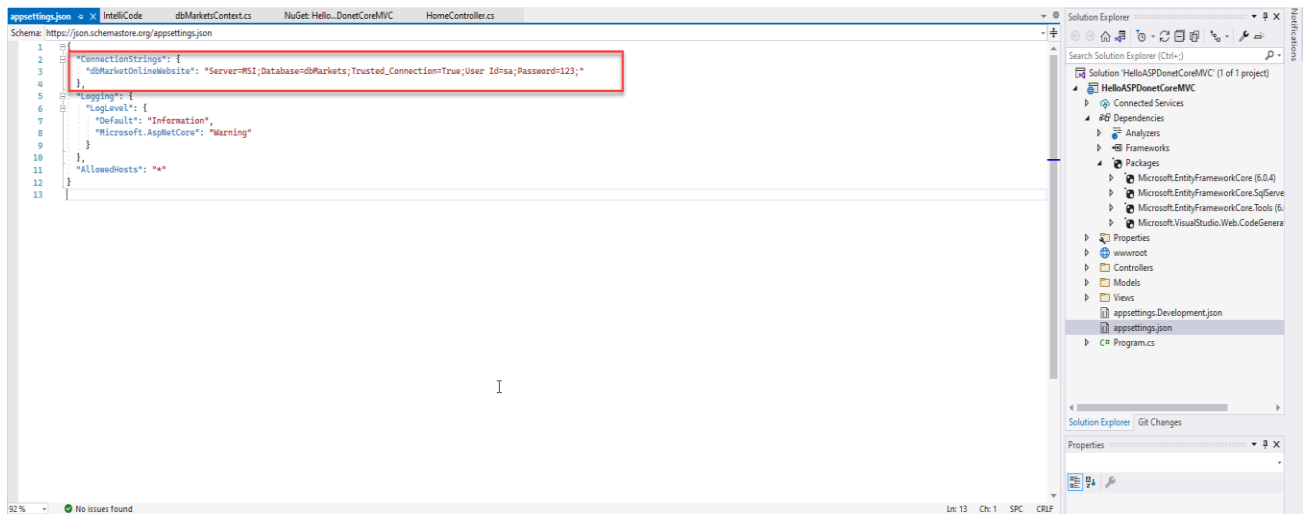 appsettings.json
IntelliCode
dbMarketsContext.cs
NuGet: Hello...DonetCoreMVC
HomeController.cs
Schema: https://json.schemastore.org/appsettings.json
1 {
2 "ConnectionStrings": {
3 "dbMarketOnlineWebsite": "Server=MSI;Database=dbMarkets;Trusted_Connection=True;User Id=sa;Password=123;"
4 },
5 "Logging": {
6 "LogLevel": {
7 "Default": "Information",
8 "Microsoft.AspNetCore": "Warning"
9 }
10 },
11 "AllowedHosts": "*"
12 }
13
92 %
No issues found
Ln: 13 Ch: 1 SPC CRLF
Solution Explorer
Search Solution Explorer (Ctrl+;)
Solution 'HelloASPDonetCoreMVC' (1 of 1 project)
HelloASPDonetCoreMVC
Connected Services
Dependencies
Analyzers
Frameworks
Packages
Microsoft.EntityFrameworkCore (6.0.4)
Microsoft.EntityFrameworkCore.SqlServe
Microsoft.EntityFrameworkCore.Tools (6.
Microsoft.VisualStudio.Web.CodeGenera
Properties
wwwroot
Controllers
Models
Views
appsettings.Development.json
appsettings.json
C# Program.cs
Solution Explorer Git Changes
Properties
Notifications